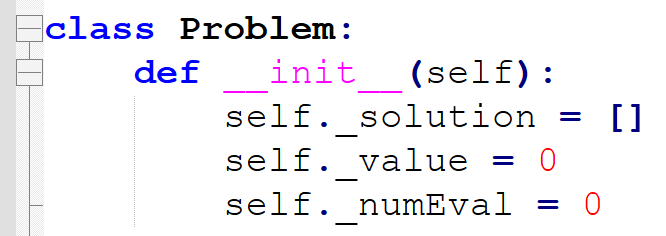 class Problem:
    def __init__(self):
        self._solution = []
        self._value = 0
        self._numEval = 0